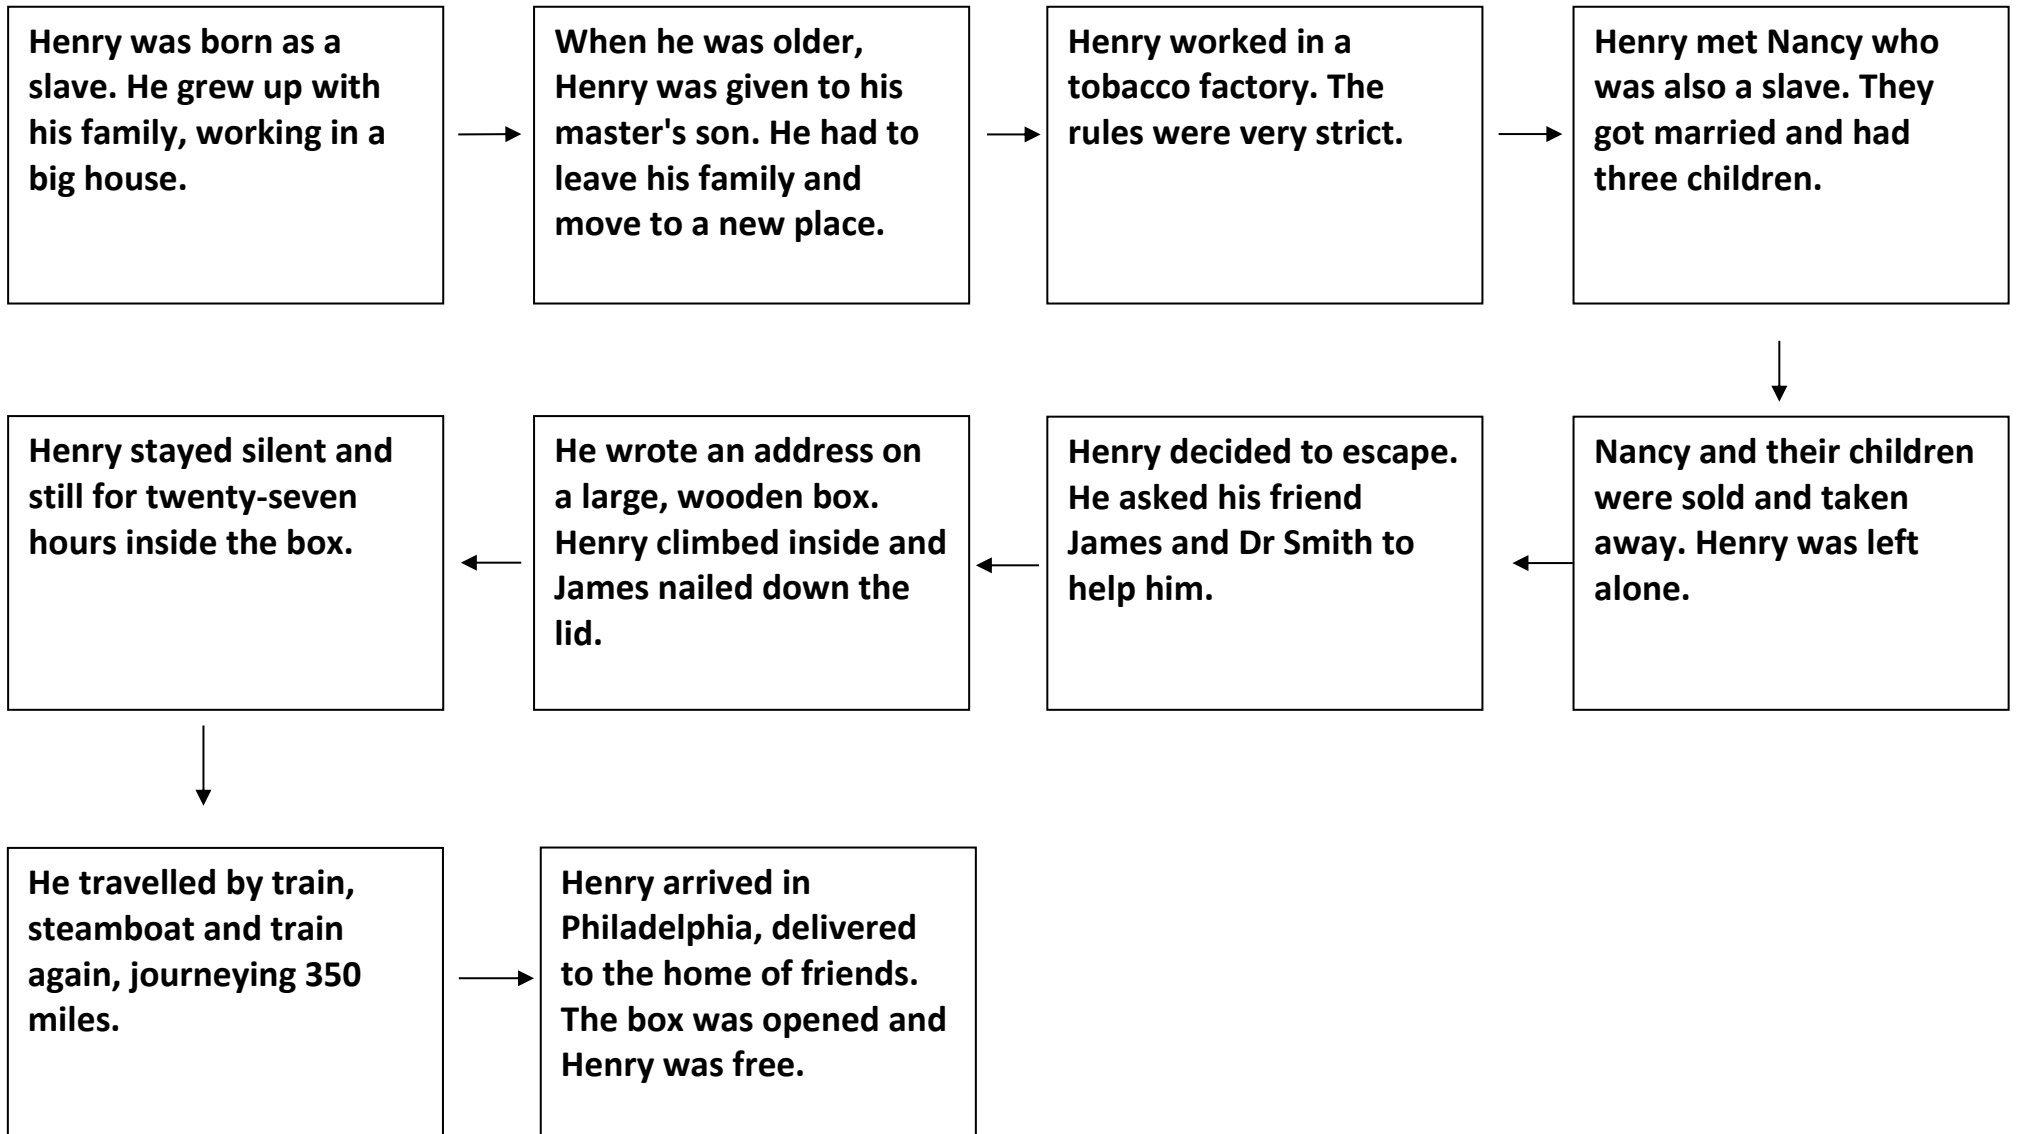 Henry was born as a
slave. He grew up with
his family, working in a
big house.
When he was older,
Henry was given to his
master's son. He had to
leave his family and
move to a new place.
Henry worked in a
tobacco factory. The
rules were very strict.
Henry met Nancy who
was also a slave. They
got married and had
three children.
Nancy and their children
were sold and taken
away. Henry was left
alone.
Henry decided to escape.
He asked his friend
James and Dr Smith to
help him.
He wrote an address on
a large, wooden box.
Henry climbed inside and
James nailed down the
lid.
Henry stayed silent and
still for twenty-seven
hours inside the box.
He travelled by train,
steamboat and train
again, journeying 350
miles.
Henry arrived in
Philadelphia, delivered
to the home of friends.
The box was opened and
Henry was free.